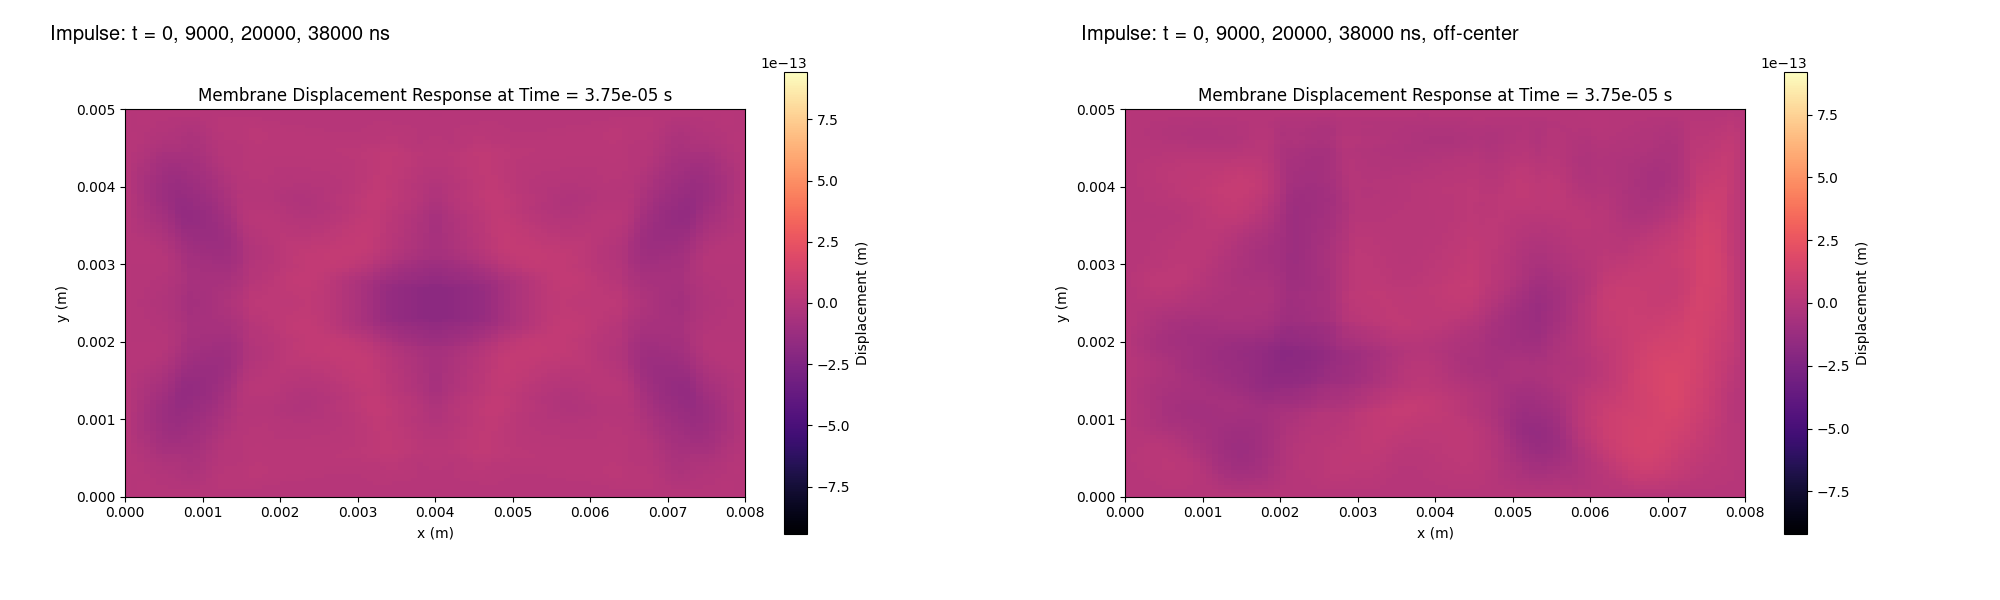 Impulse: t = 0, 9000, 20000, 38000 ns
1e−13
Membrane Displacement Response at Time = 3.75e-05 s
0.005
0.004
0.003
0.002
0.001
0.000
y (m)
0.000 0.001 0.002 0.003 0.004 0.005 0.006 0.007 0.008
x (m)
7.5
5.0
2.5
0.0
−2.5
−5.0
−7.5
Displacement (m)
Impulse: t = 0, 9000, 20000, 38000 ns, off-center
1e−13
Membrane Displacement Response at Time = 3.75e-05 s
0.005
0.004
0.003
0.002
0.001
0.000
y (m)
0.000 0.001 0.002 0.003 0.004 0.005 0.006 0.007 0.008
x (m)
7.5
5.0
2.5
0.0
−2.5
−5.0
−7.5
Displacement (m)